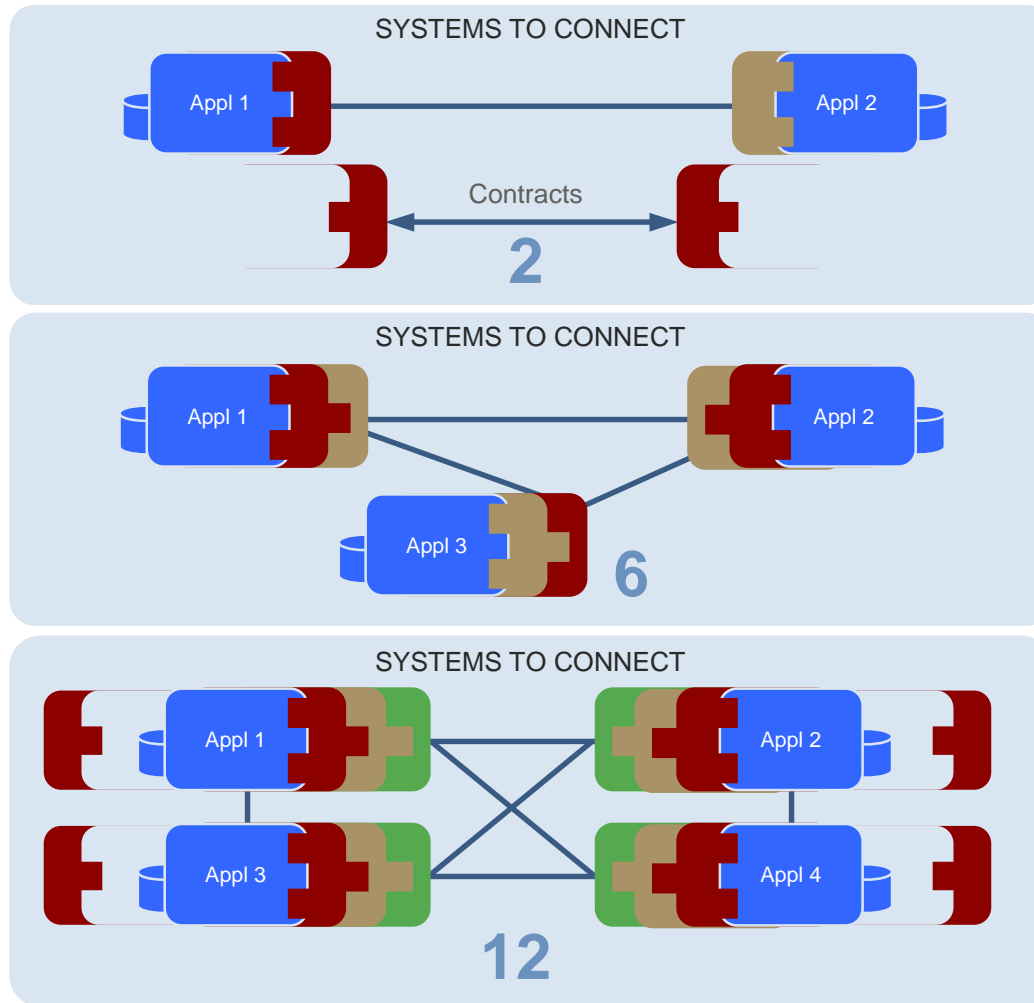 SYSTEMS TO CONNECT
Appl 1
Appl 2
Contracts
2
SYSTEMS TO CONNECT
Appl 1
Appl 2
Appl 3
6
SYSTEMS TO CONNECT
Appl 1
Appl 2
Appl 3
Appl 4
12